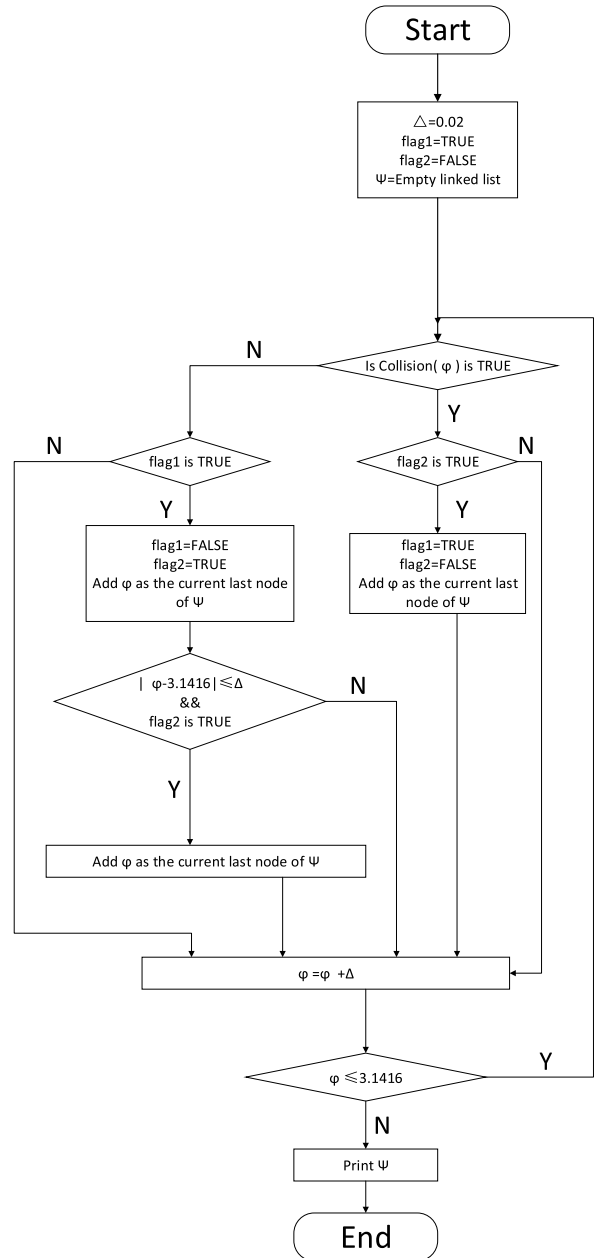 Start
△=0.02
flag1=TRUE
flag2=FALSE
Ψ=Empty linked list
N
Is Collision( φ ) is TRUE
Y
N
flag1 is TRUE
flag2 is TRUE
N
Y
Y
flag1=FALSE
flag2=TRUE
Add φ as the current last node
of Ψ
flag1=TRUE
flag2=FALSE
Add φ as the current last
node of Ψ
| φ-3.1416|≤Δ
&&
flag2 is TRUE
N
Y
Add φ as the current last node of Ψ
φ =φ +Δ
φ ≤3.1416
Y
N
Print Ψ
End